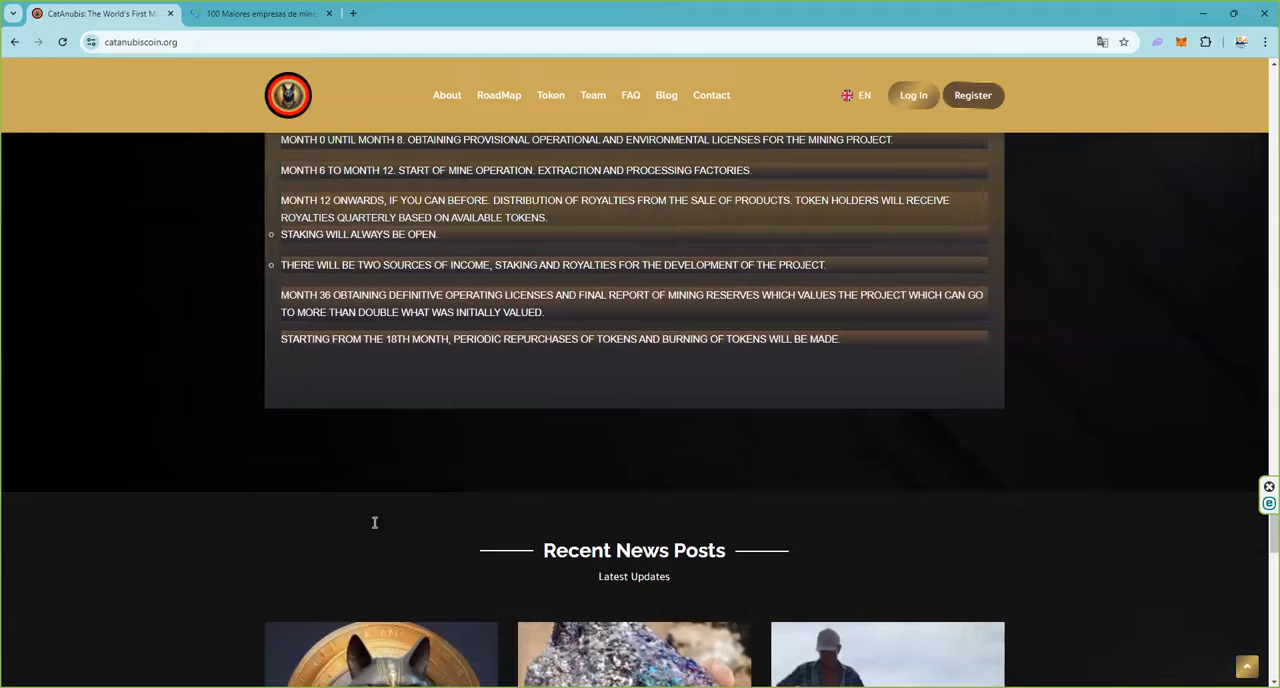 CatAnubis: The World's First M
100 Maiores empresas de mine
catanubiscoin.org
About
RoadMap
Token
Team
FAQ
Blog
Contact
EN
Log In
Register
MONTH 0 UNTIL MONTH 8. OBTAINING PROVISIONAL OPERATIONAL AND ENVIRONMENTAL LICENSES FOR THE MINING PROJECT.
MONTH 6 TO MONTH 12. START OF MINE OPERATION. EXTRACTION AND PROCESSING FACTORIES.
MONTH 12 ONWARDS, IF YOU CAN BEFORE. DISTRIBUTION OF ROYALTIES FROM THE SALE OF PRODUCTS. TOKEN HOLDERS WILL RECEIVE
ROYALTIES QUARTERLY BASED ON AVAILABLE TOKENS.
STAKING WILL ALWAYS BE OPEN.
THERE WILL BE TWO SOURCES OF INCOME, STAKING AND ROYALTIES FOR THE DEVELOPMENT OF THE PROJECT.
MONTH 36 OBTAINING DEFINITIVE OPERATING LICENSES AND FINAL REPORT OF MINING RESERVES WHICH VALUES THE PROJECT WHICH CAN GO
TO MORE THAN DOUBLE WHAT WAS INITIALLY VALUED.
STARTING FROM THE 18TH MONTH, PERIODIC REPURCHASES OF TOKENS AND BURNING OF TOKENS WILL BE MADE.
Recent News Posts
Latest Updates